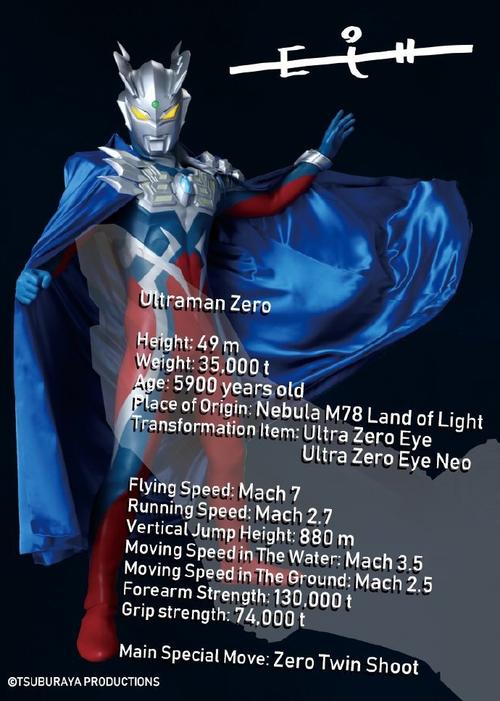 Ultraman Zero
Height: 49 m
Weight: 35,000 t
Age: 5900 years old
Place of Origin: Nebula M78 Land of Light
Transformation Item: Ultra Zero Eye
Ultra Zero Eye Neo
Flying Speed: Mach 7
Running Speed: Mach 2.7
Vertical Jump Height: 880 m
Moving Speed in The Water: Mach 3.5
Moving Speed in The Ground: Mach 2.5
Forearm Strength: 130,000 t
Grip strength: 74,000 t
Main Special Move: Zero Twin Shoot
©TSUBURAYA PRODUCTIONS